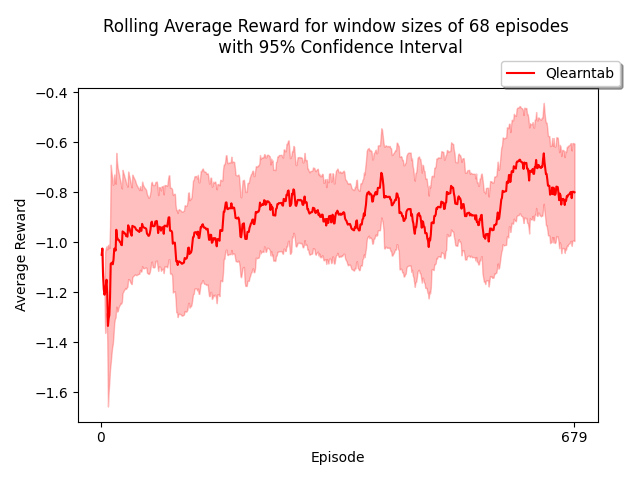 Rolling Average Reward for window sizes of 68 episodes
with 95% Confidence Interval
Qlearntab
−0.4
−0.6
−0.8
−1.0
−1.2
−1.4
−1.6
Average Reward
0
679
Episode